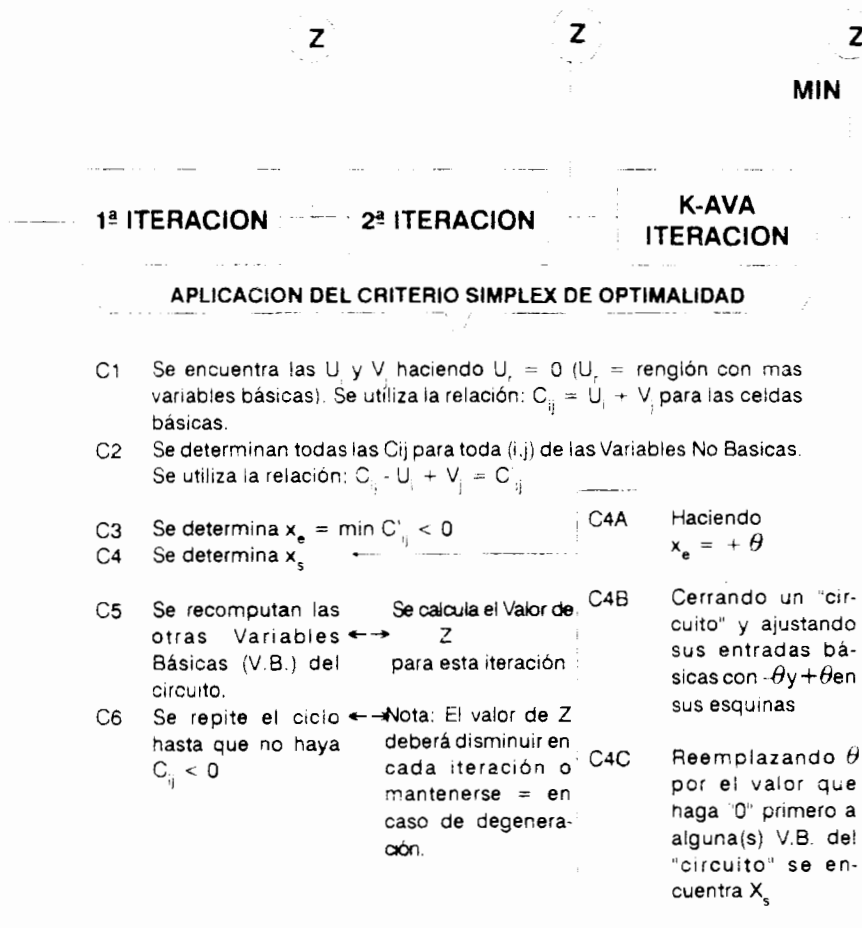 Z Z Z
MIN
1ª ITERACION 2ª ITERACION K-AVA
ITERACION
APLICACION DEL CRITERIO SIMPLEX DE OPTIMALIDAD
C1 Se encuentra las U_i y V_j haciendo U_r = 0 (U_r = renglón con mas
variables básicas). Se utíliza la relación: C_ij = U_i + V_j para las celdas
básicas.
C2 Se determinan todas las Cij para toda (i.j) de las Variables No Basicas.
Se utiliza la relación: C_ij - U_i + V_j = C'_ij
C3 Se determina x_e = min C'_ij < 0
C4 Se determina x_s ←
C5 Se recomputan las
otras Variables ←→
Básicas (V.B.) del
circuito.
Se calcula el Valor de
Z
para esta iteración
C6 Se repite el ciclo ←→
hasta que no haya
C_ij < 0
Nota: El valor de Z
deberá disminuir en
cada iteración o
mantenerse = en
caso de degenera-
ción.
C4A Haciendo
x_e = + θ
C4B Cerrando un "cir-
cuito" y ajustando
sus entradas bá-
sicas con -θy+θen
sus esquinas
C4C Reemplazando θ
por el valor que
haga "0" primero a
alguna(s) V.B. del
"circuito" se en-
cuentra X_s